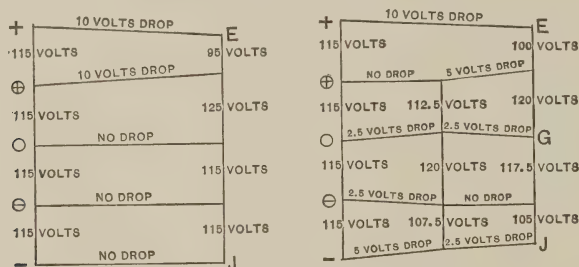 + 10 VOLTS DROP E
115 VOLTS 95 VOLTS
10 VOLTS DROP
⊕
115 VOLTS 125 VOLTS
NO DROP
O
115 VOLTS 115 VOLTS
NO DROP
⊖
115 VOLTS 115 VOLTS
NO DROP
- J
+ 10 VOLTS DROP E
115 VOLTS 100 VOLTS
NO DROP 5 VOLTS DROP
⊕
115 VOLTS 112.5 VOLTS 120 VOLTS
2.5 VOLTS DROP 2.5 VOLTS DROP
O G
115 VOLTS 120 VOLTS 117.5 VOLTS
2.5 VOLTS DROP NO DROP
⊖
115 VOLTS 107.5 VOLTS 105 VOLTS
5 VOLTS DROP 2.5 VOLTS DROP
- J